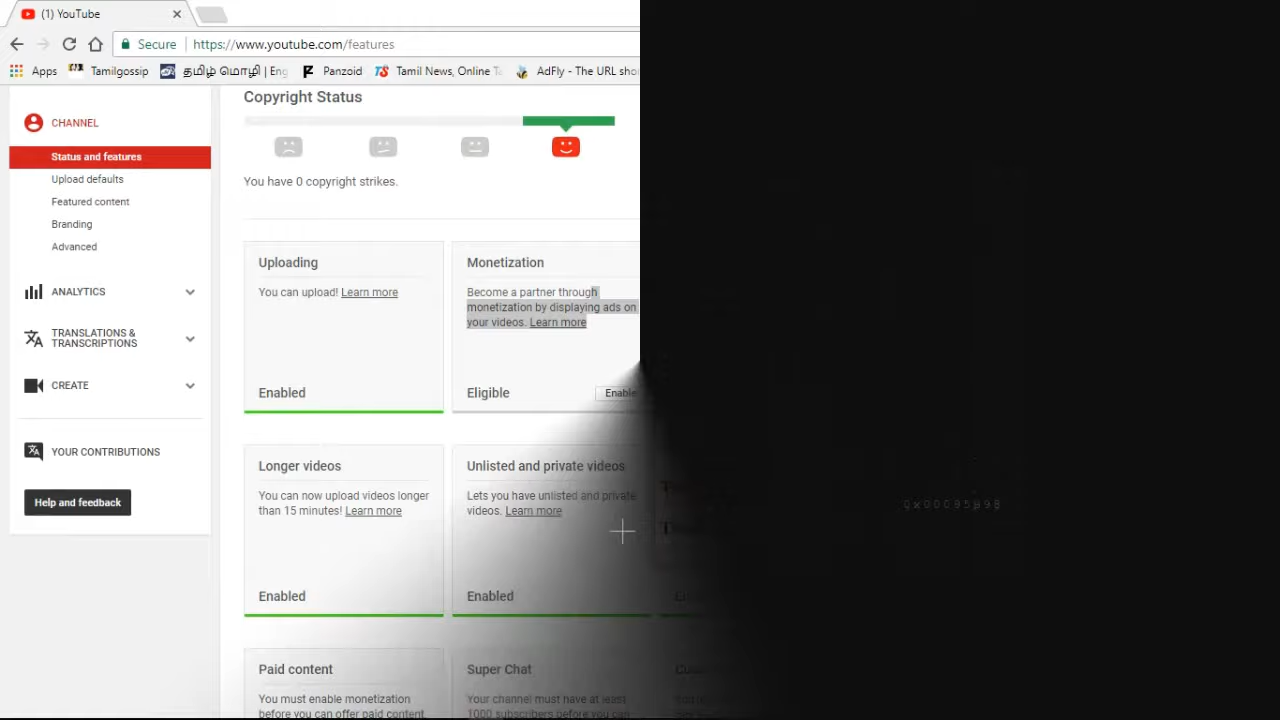 (1) YouTube
Secure
https://www.youtube.com/features
Apps
Tamilgossip
தமிழ் மொழி | Eng
Panzoid
Tamil News, Online T
AdFly - The URL sho
CHANNEL
Status and features
Upload defaults
Featured content
Branding
Advanced
ANALYTICS
TRANSLATIONS &
TRANSCRIPTIONS
CREATE
YOUR CONTRIBUTIONS
Help and feedback
Copyright Status
You have 0 copyright strikes.
Uploading
You can upload! Learn more
Enabled
Monetization
Become a partner through
monetization by displaying ads on
your videos. Learn more
Eligible
Enable
Longer videos
You can now upload videos longer
than 15 minutes! Learn more
Enabled
Unlisted and private videos
Lets you have unlisted and private
videos. Learn more
Enabled
Paid content
You must enable monetization
before you can offer paid content.
Super Chat
Your channel must have at least
1000 subscribers before you can